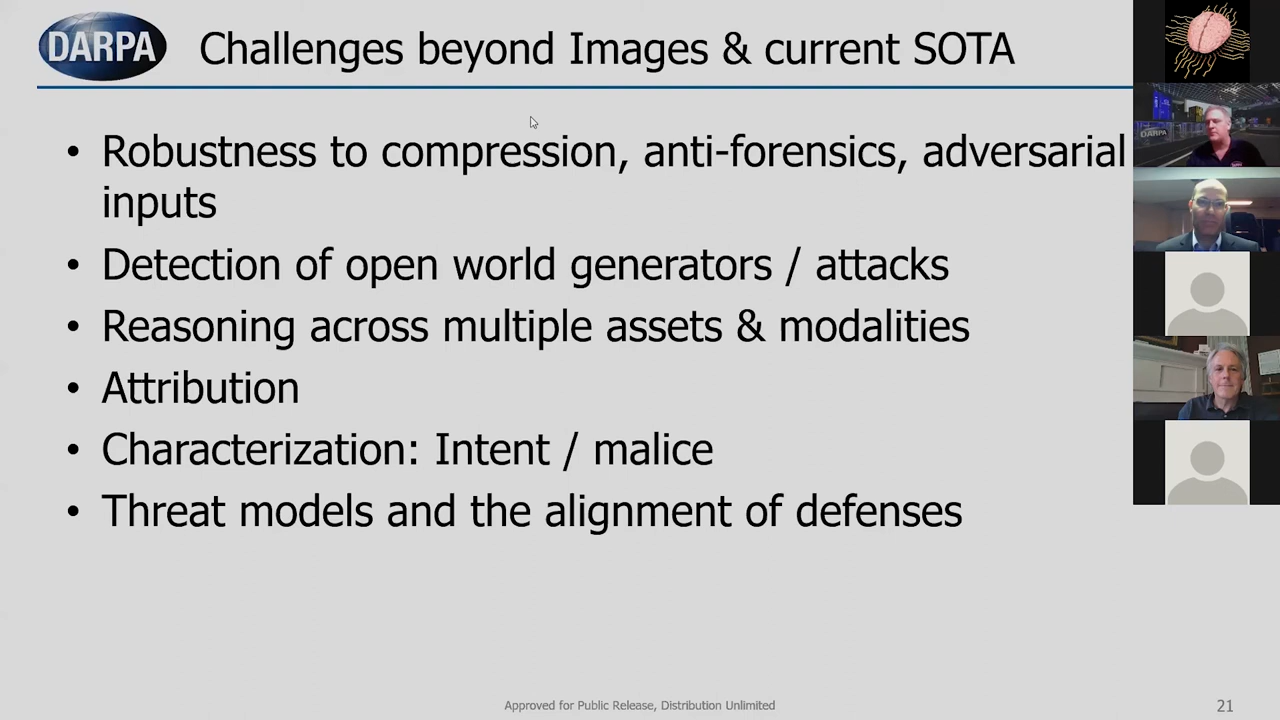 DARPA
Challenges beyond Images & current SOTA
• Robustness to compression, anti-forensics, adversarial
inputs
• Detection of open world generators / attacks
• Reasoning across multiple assets & modalities
• Attribution
• Characterization: Intent / malice
• Threat models and the alignment of defenses
DARPA
Approved for Public Release, Distribution Unlimited
21